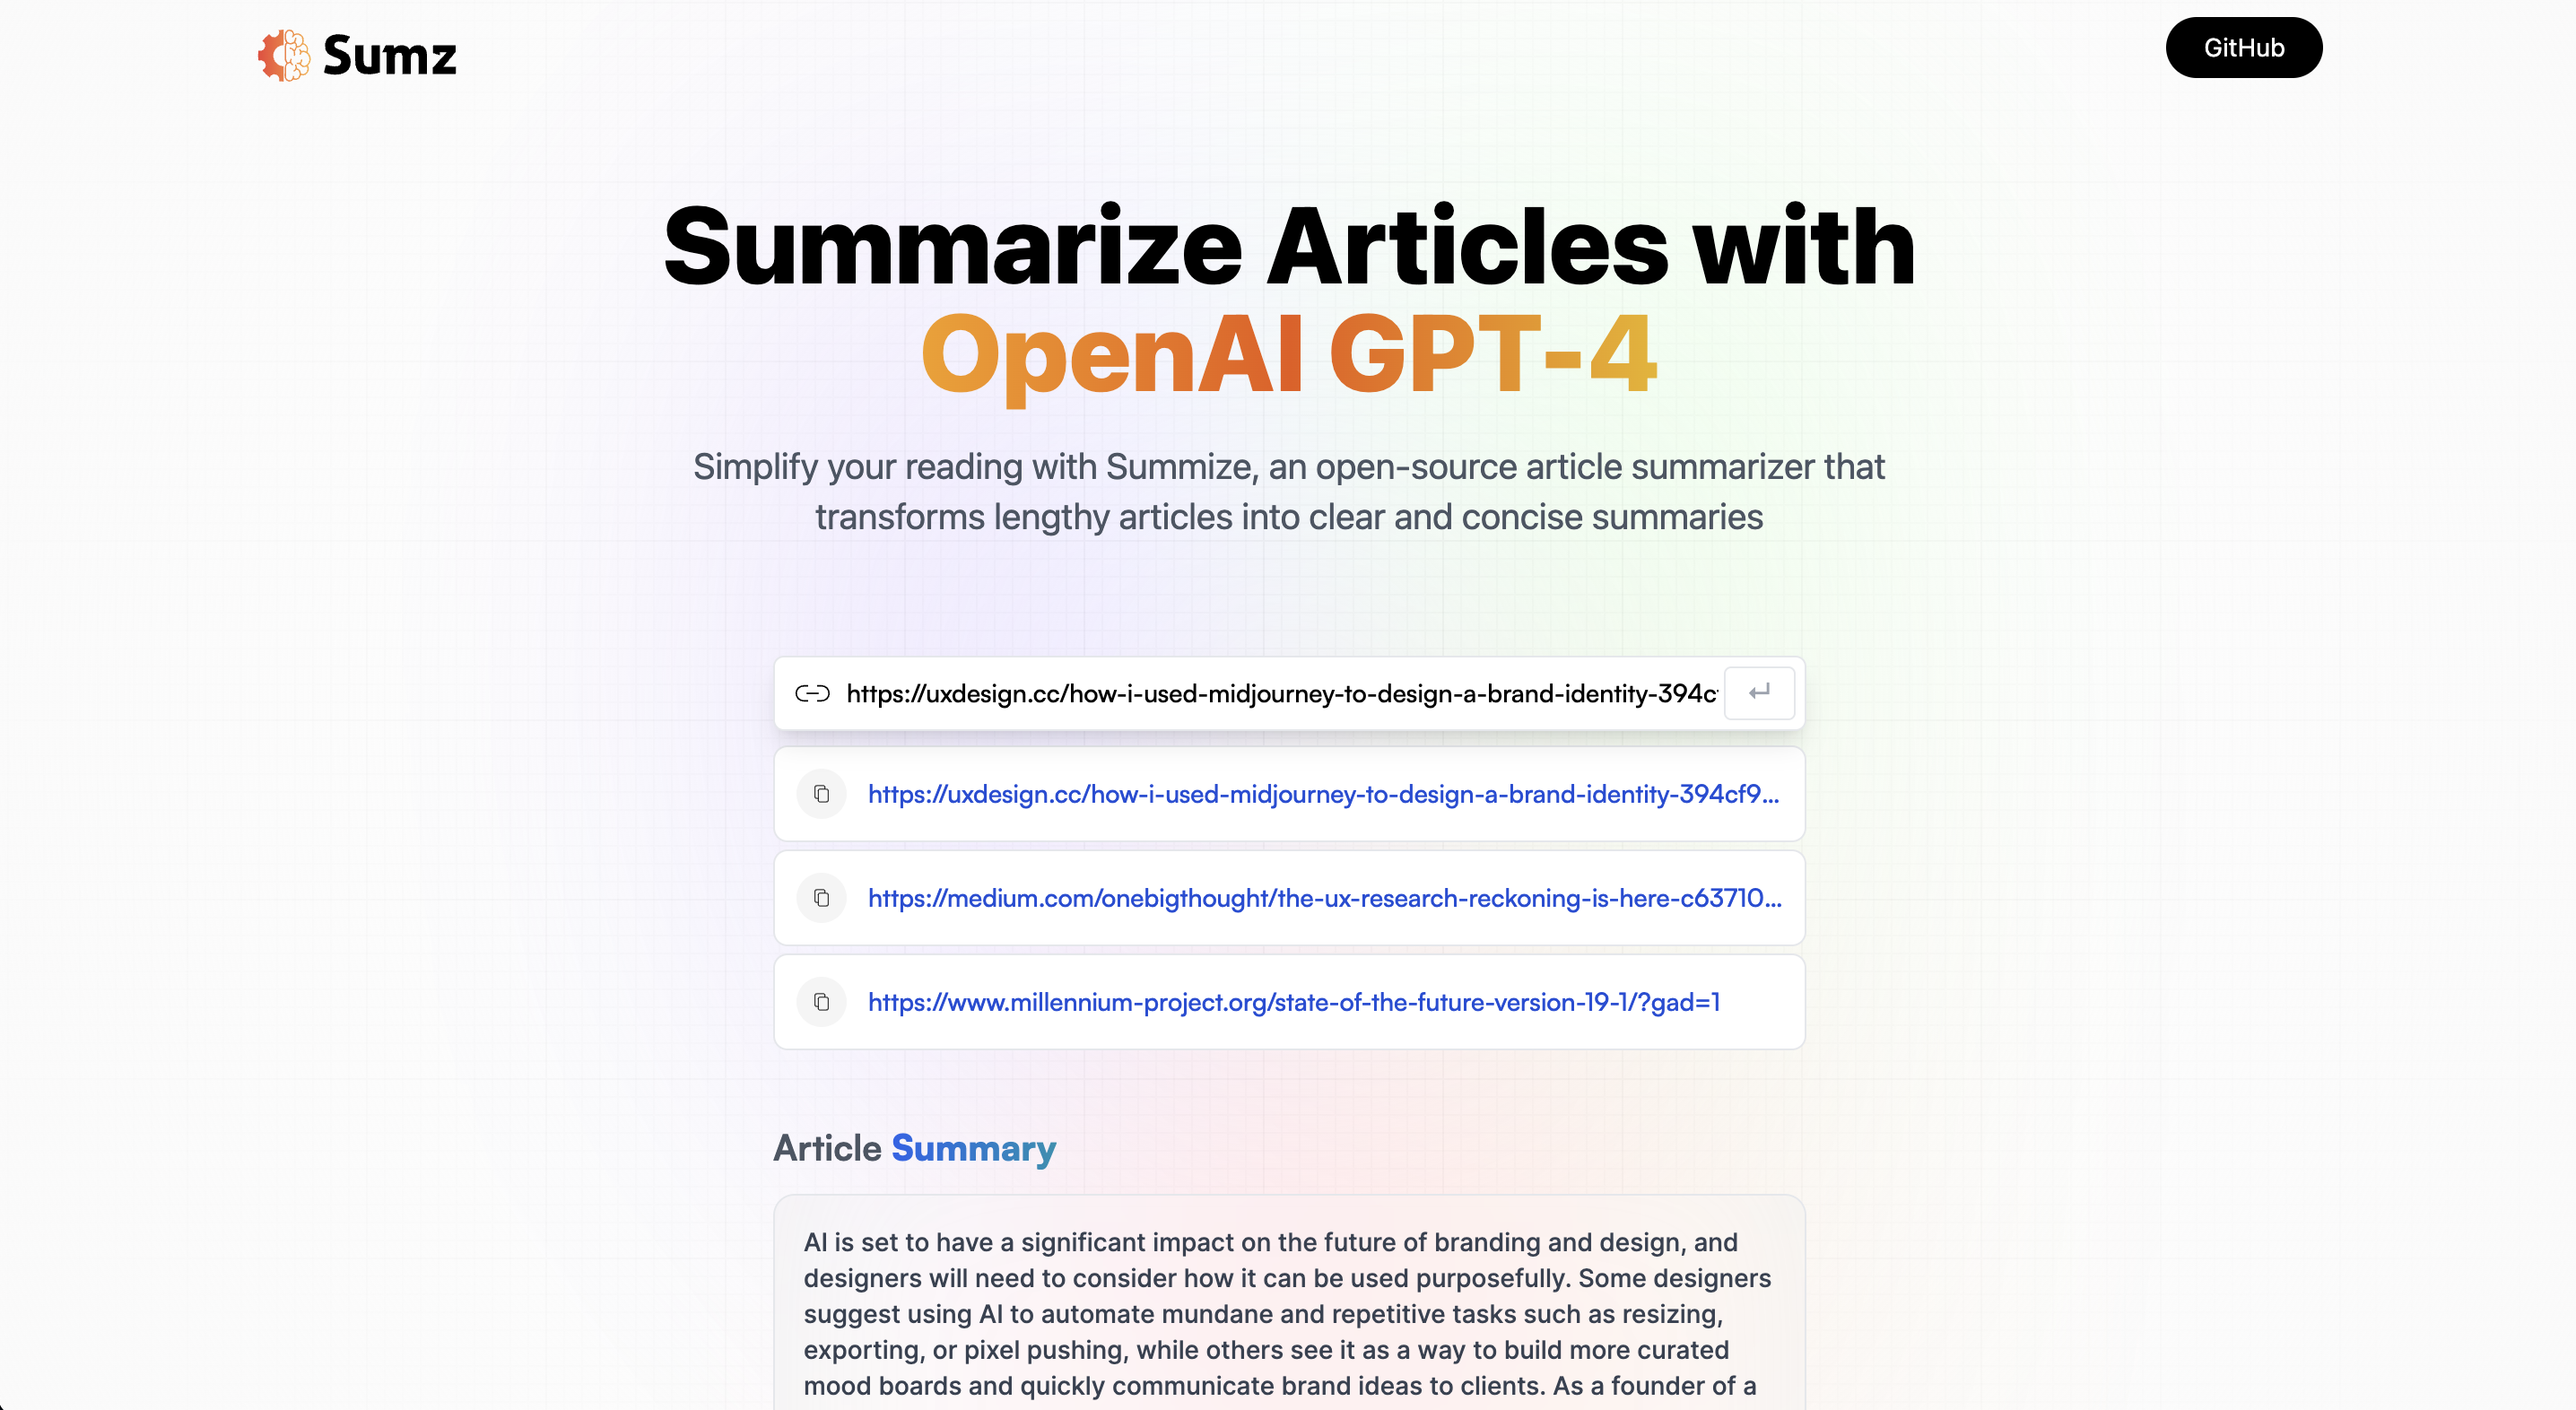 Sumz
GitHub
Summarize Articles with
OpenAI GPT-4
Simplify your reading with Summize, an open-source article summarizer that
transforms lengthy articles into clear and concise summaries
https://uxdesign.cc/how-i-used-midjourney-to-design-a-brand-identity-394c
https://uxdesign.cc/how-i-used-midjourney-to-design-a-brand-identity-394cf9...
https://medium.com/onebigthought/the-ux-research-reckoning-is-here-c63710...
https://www.millennium-project.org/state-of-the-future-version-19-1/?gad=1
Article Summary
AI is set to have a significant impact on the future of branding and design, and
designers will need to consider how it can be used purposefully. Some designers
suggest using AI to automate mundane and repetitive tasks such as resizing,
exporting, or pixel pushing, while others see it as a way to build more curated
mood boards and quickly communicate brand ideas to clients. As a founder of a